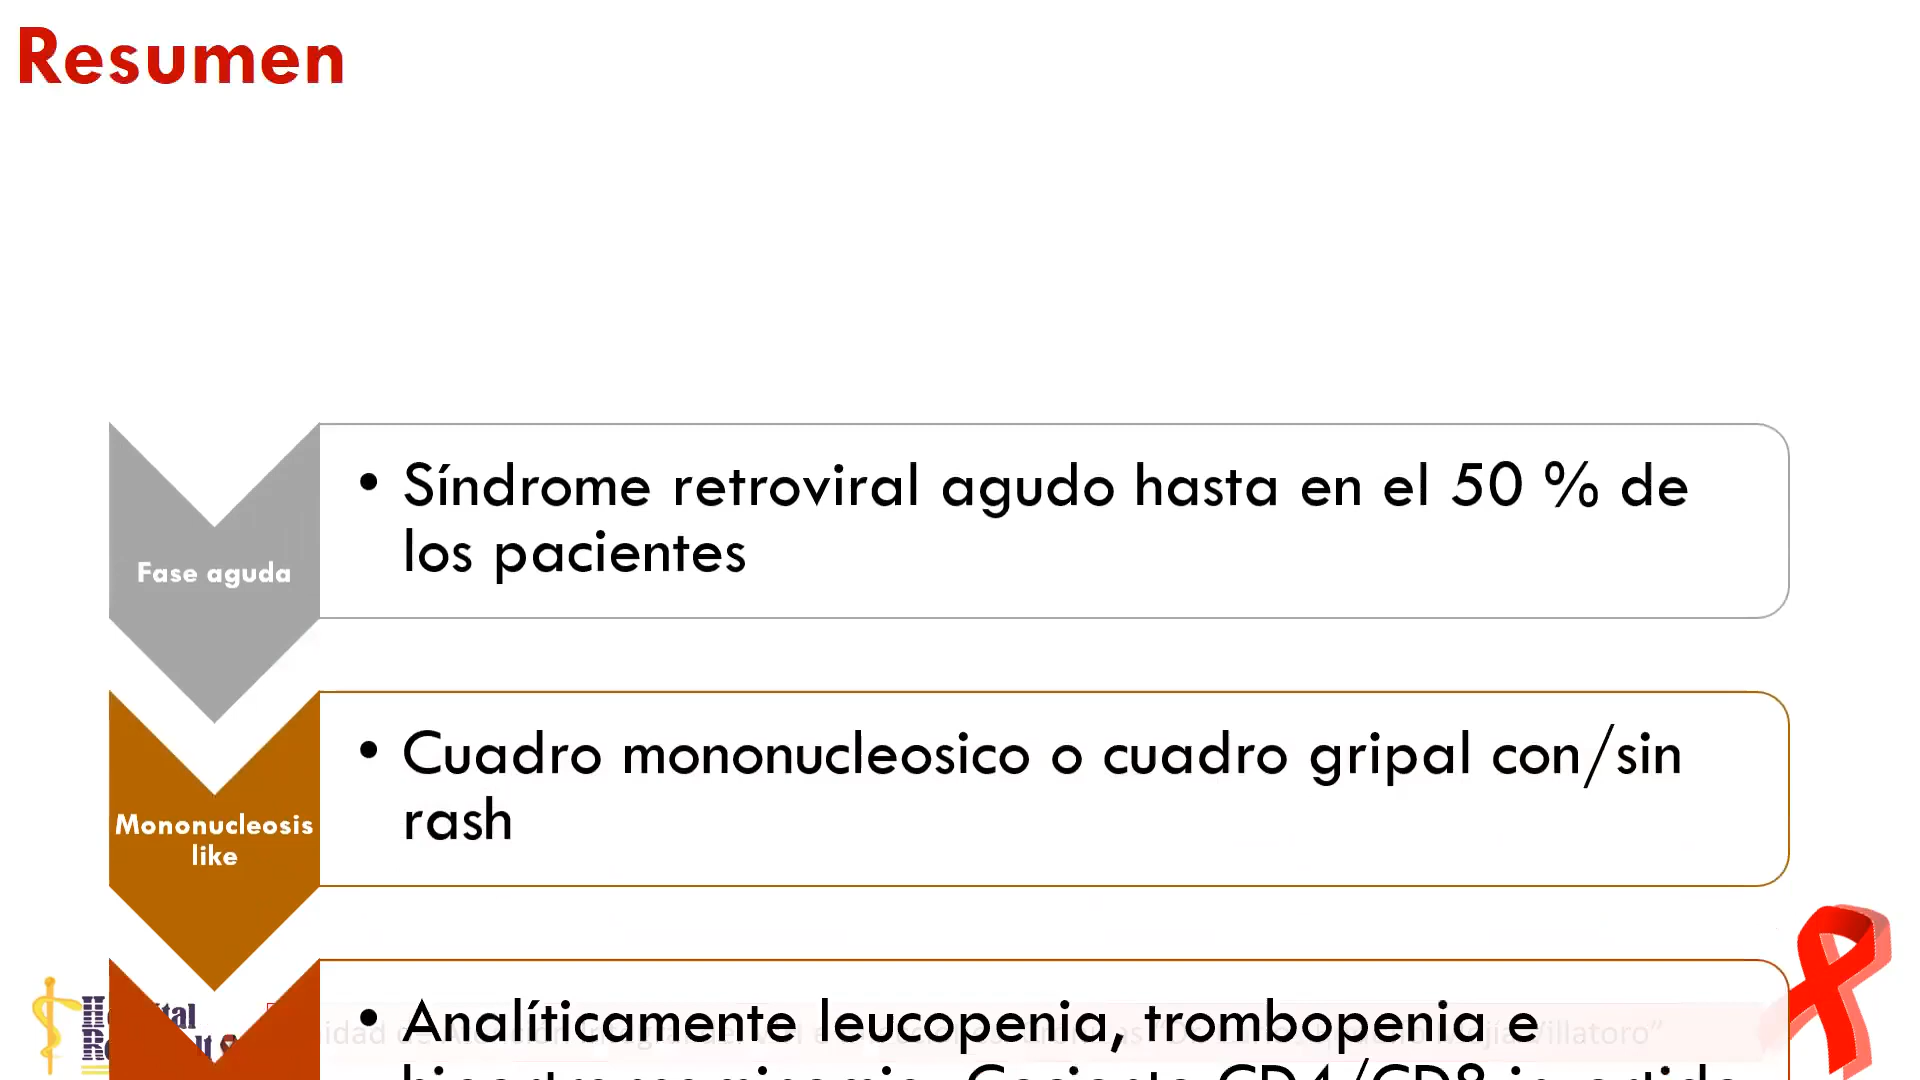 Resumen
Fase aguda
• Síndrome retroviral agudo hasta en el 50 % de
los pacientes
Mononucleosis
like
• Cuadro mononucleosico o cuadro gripal con/sin
rash
• Analíticamente leucopenia, trombopenia e